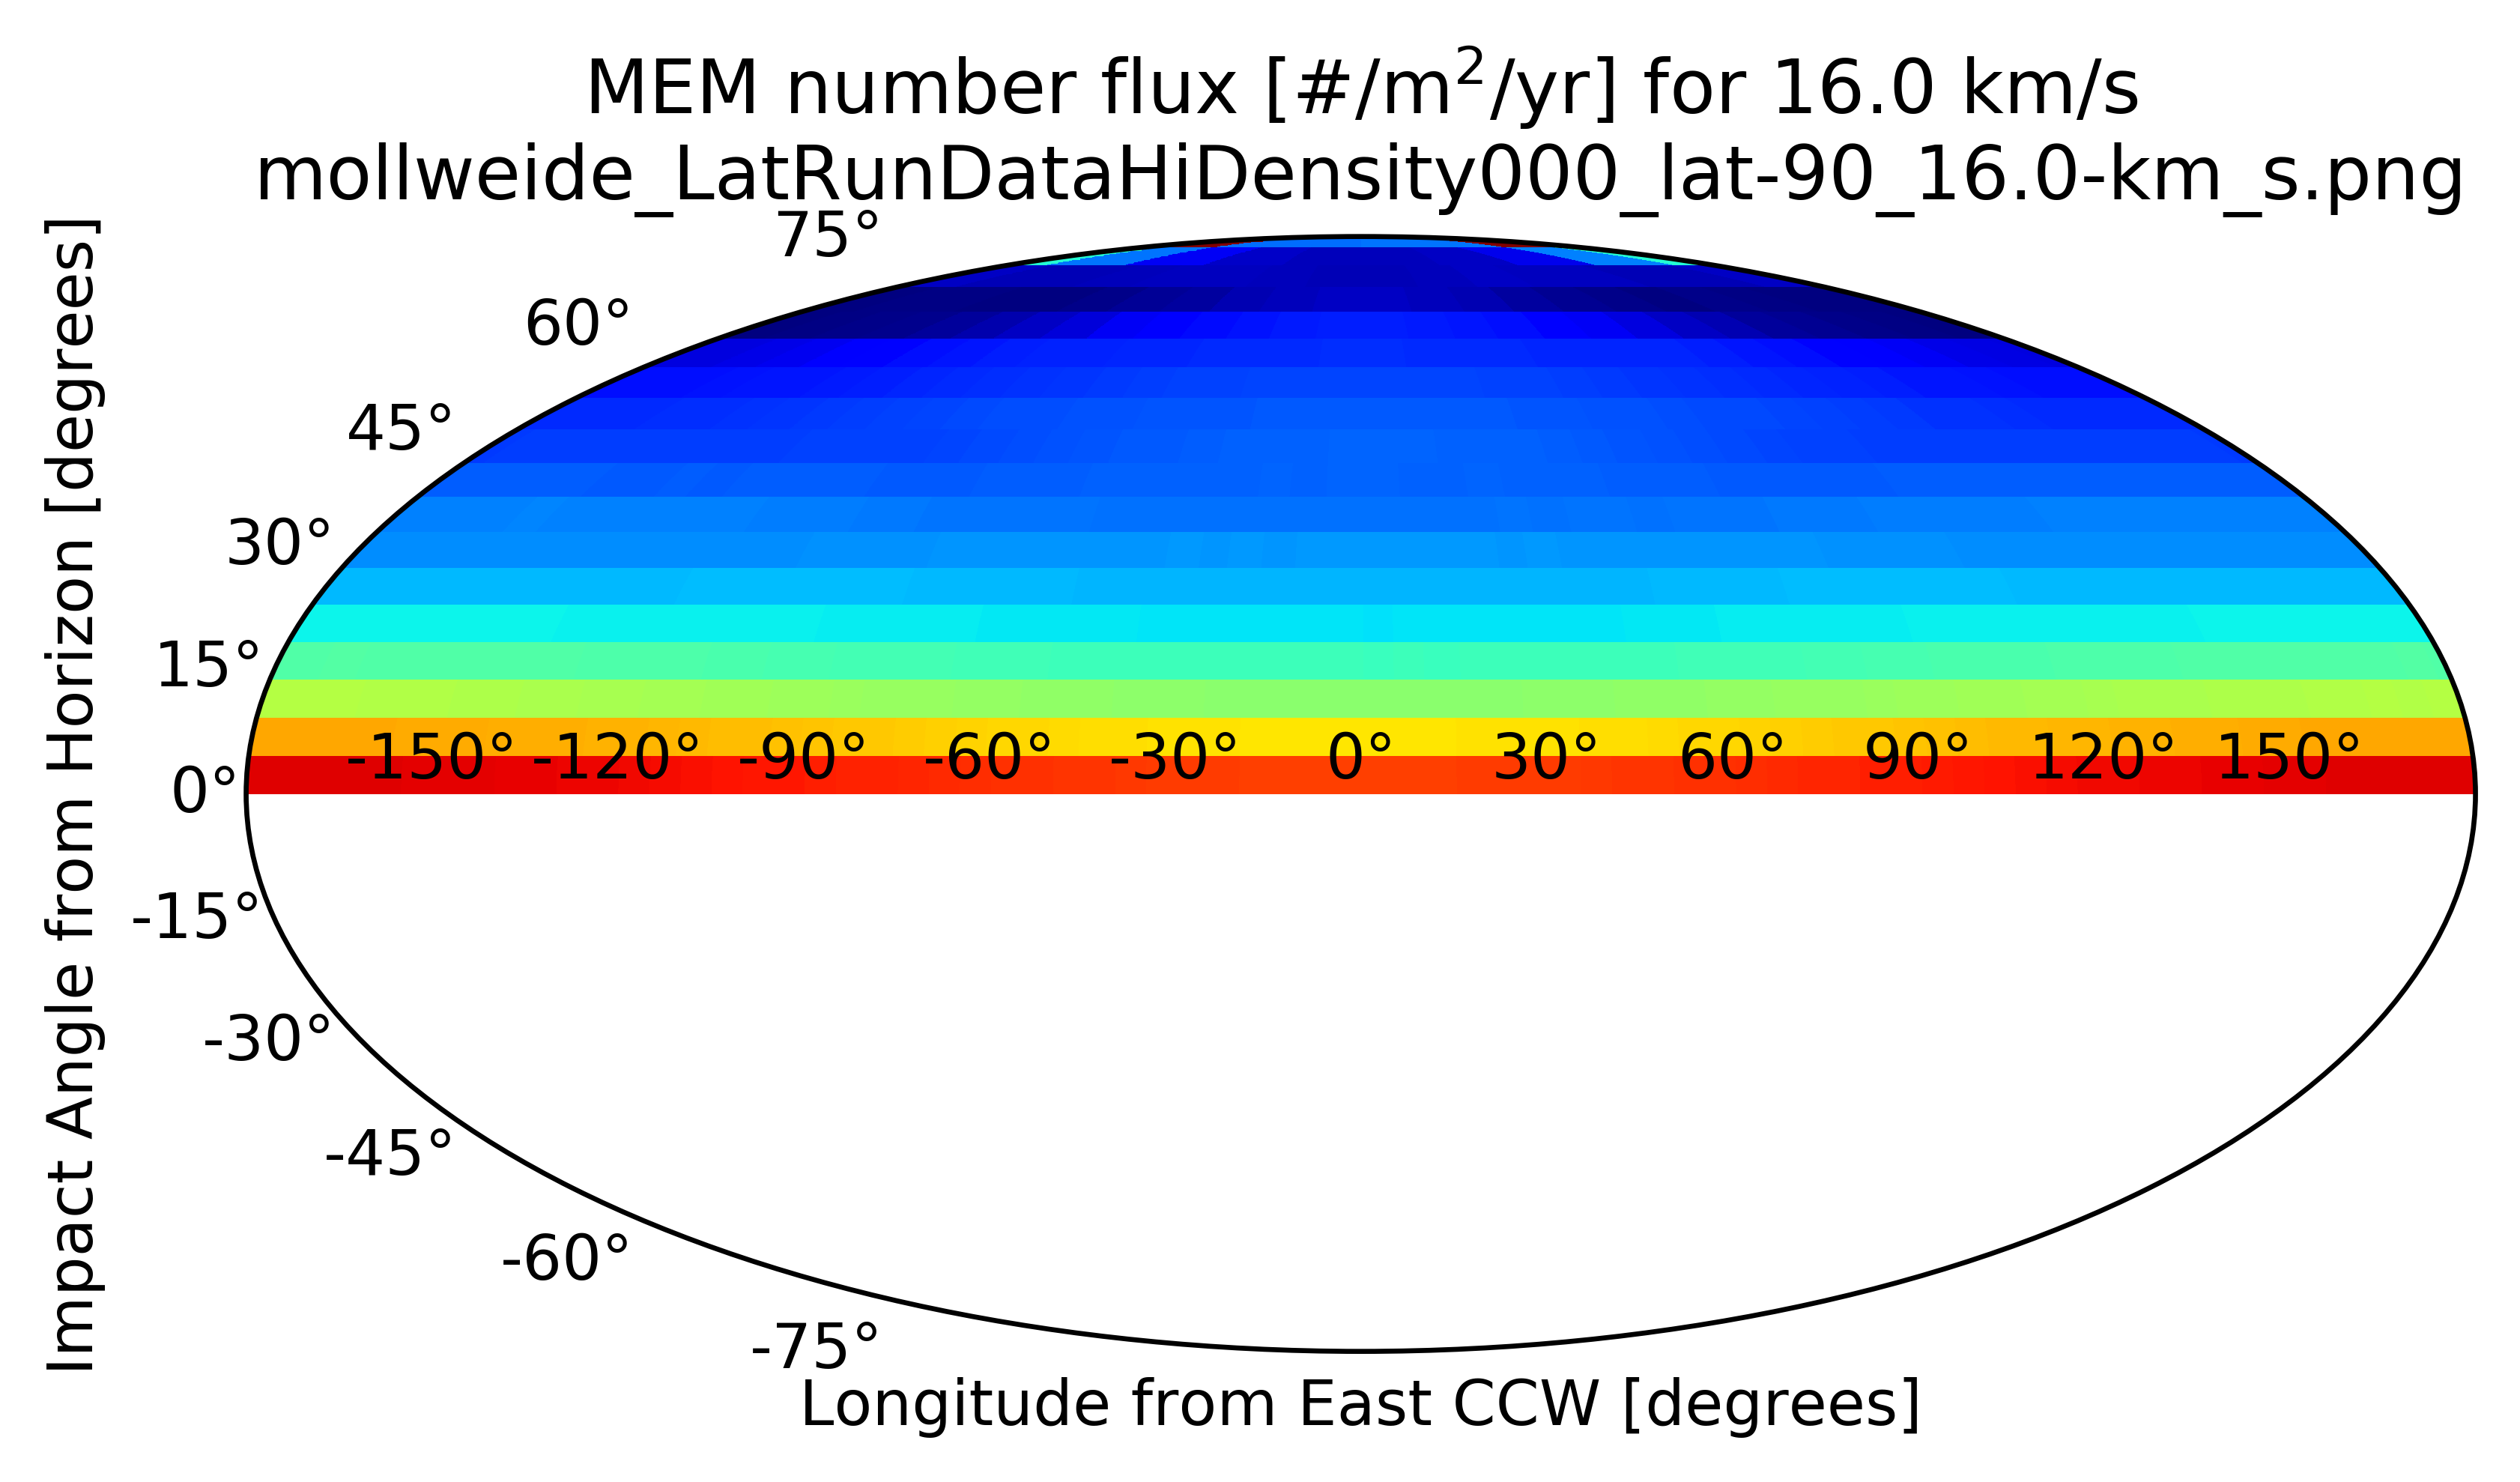 MEM number flux [#/m²/yr] for 16.0 km/s
mollweide_LatRunDataHiDensity000_lat-90_16.0-km_s.png
Impact Angle from Horizon [degrees]
75°
60°
45°
30°
15°
0°
-15°
-30°
-45°
-60°
-75°
-150° -120° -90° -60° -30° 0° 30° 60° 90° 120° 150°
Longitude from East CCW [degrees]